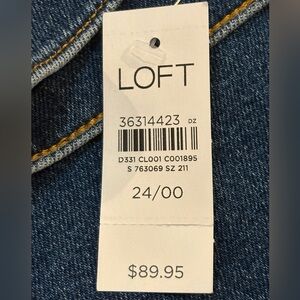 LOFT
36314423 DZ
D331 CL001 C001895
S 763069 SZ 211
24/00
$89.95